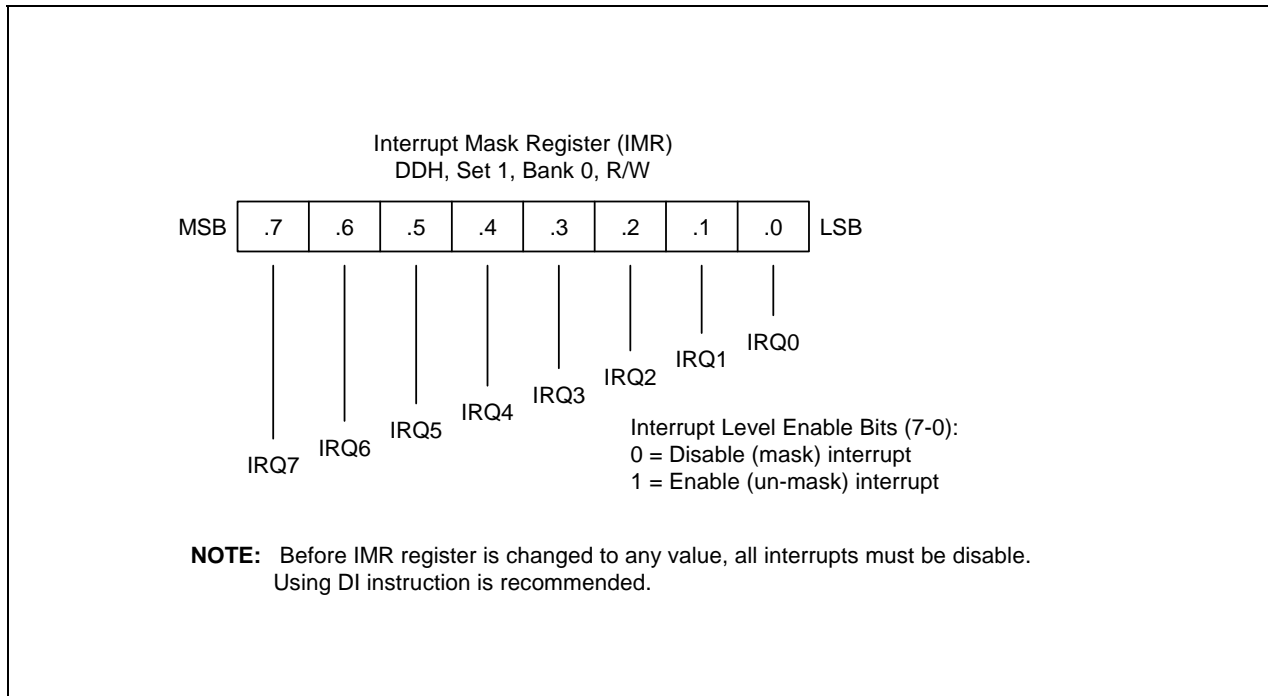 Interrupt Mask Register (IMR)
DDH, Set 1, Bank 0, R/W
MSB .7 .6 .5 .4 .3 .2 .1 .0 LSB
IRQ7 IRQ6 IRQ5 IRQ4 IRQ3 IRQ2 IRQ1 IRQ0
Interrupt Level Enable Bits (7-0):
0 = Disable (mask) interrupt
1 = Enable (un-mask) interrupt
NOTE: Before IMR register is changed to any value, all interrupts must be disable.
Using DI instruction is recommended.